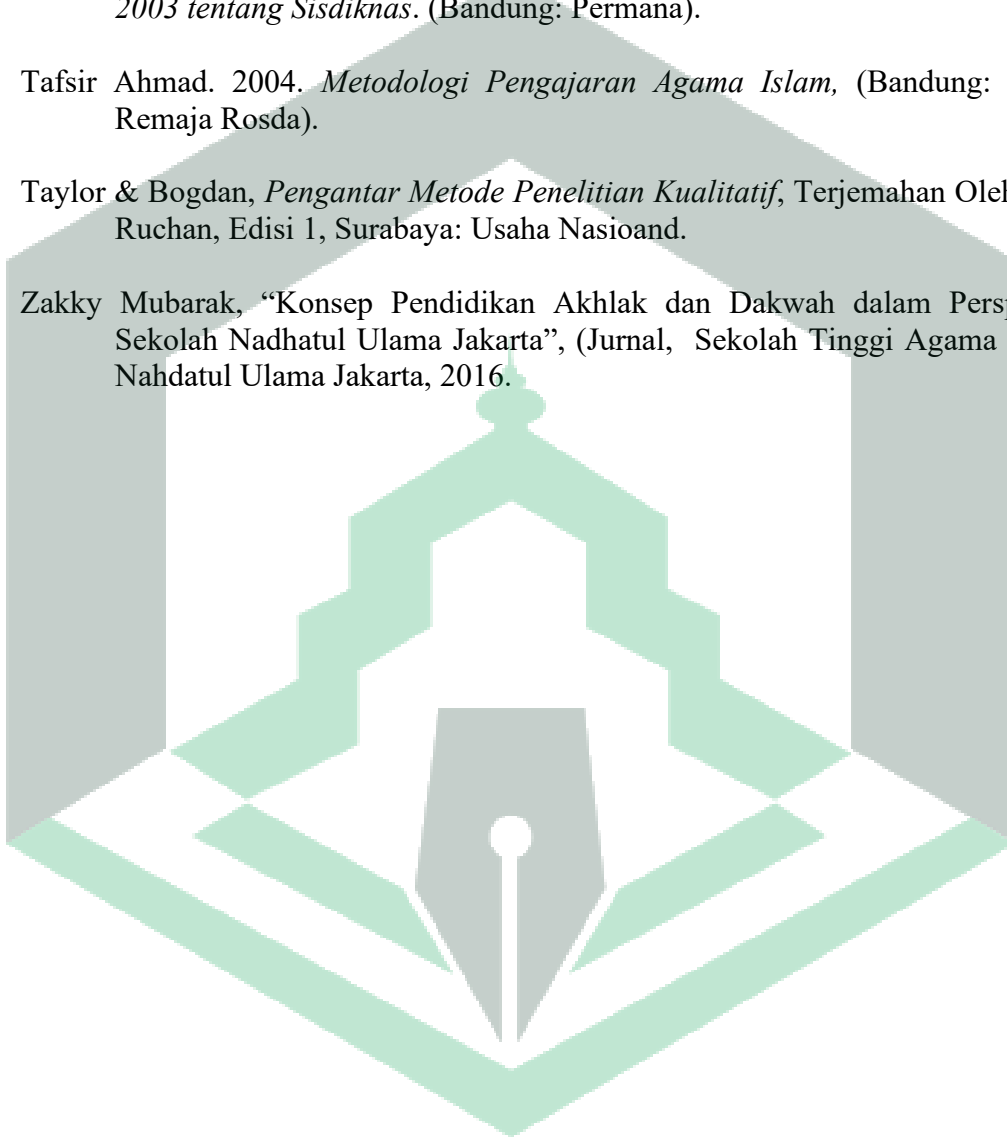 2003 tentang Sisdiknas. (Bandung: Permana).
Tafsir Ahmad. 2004. Metodologi Pengajaran Agama Islam, (Bandung:
Remaja Rosda).
Taylor & Bogdan, Pengantar Metode Penelitian Kualitatif, Terjemahan Oleh
Ruchan, Edisi 1, Surabaya: Usaha Nasioand.
Zakky Mubarak, “Konsep Pendidikan Akhlak dan Dakwah dalam
Sekolah Nadhatul Ulama Jakarta”, (Jurnal, Sekolah Tinggi Agama
Nahdatul Ulama Jakarta, 2016.